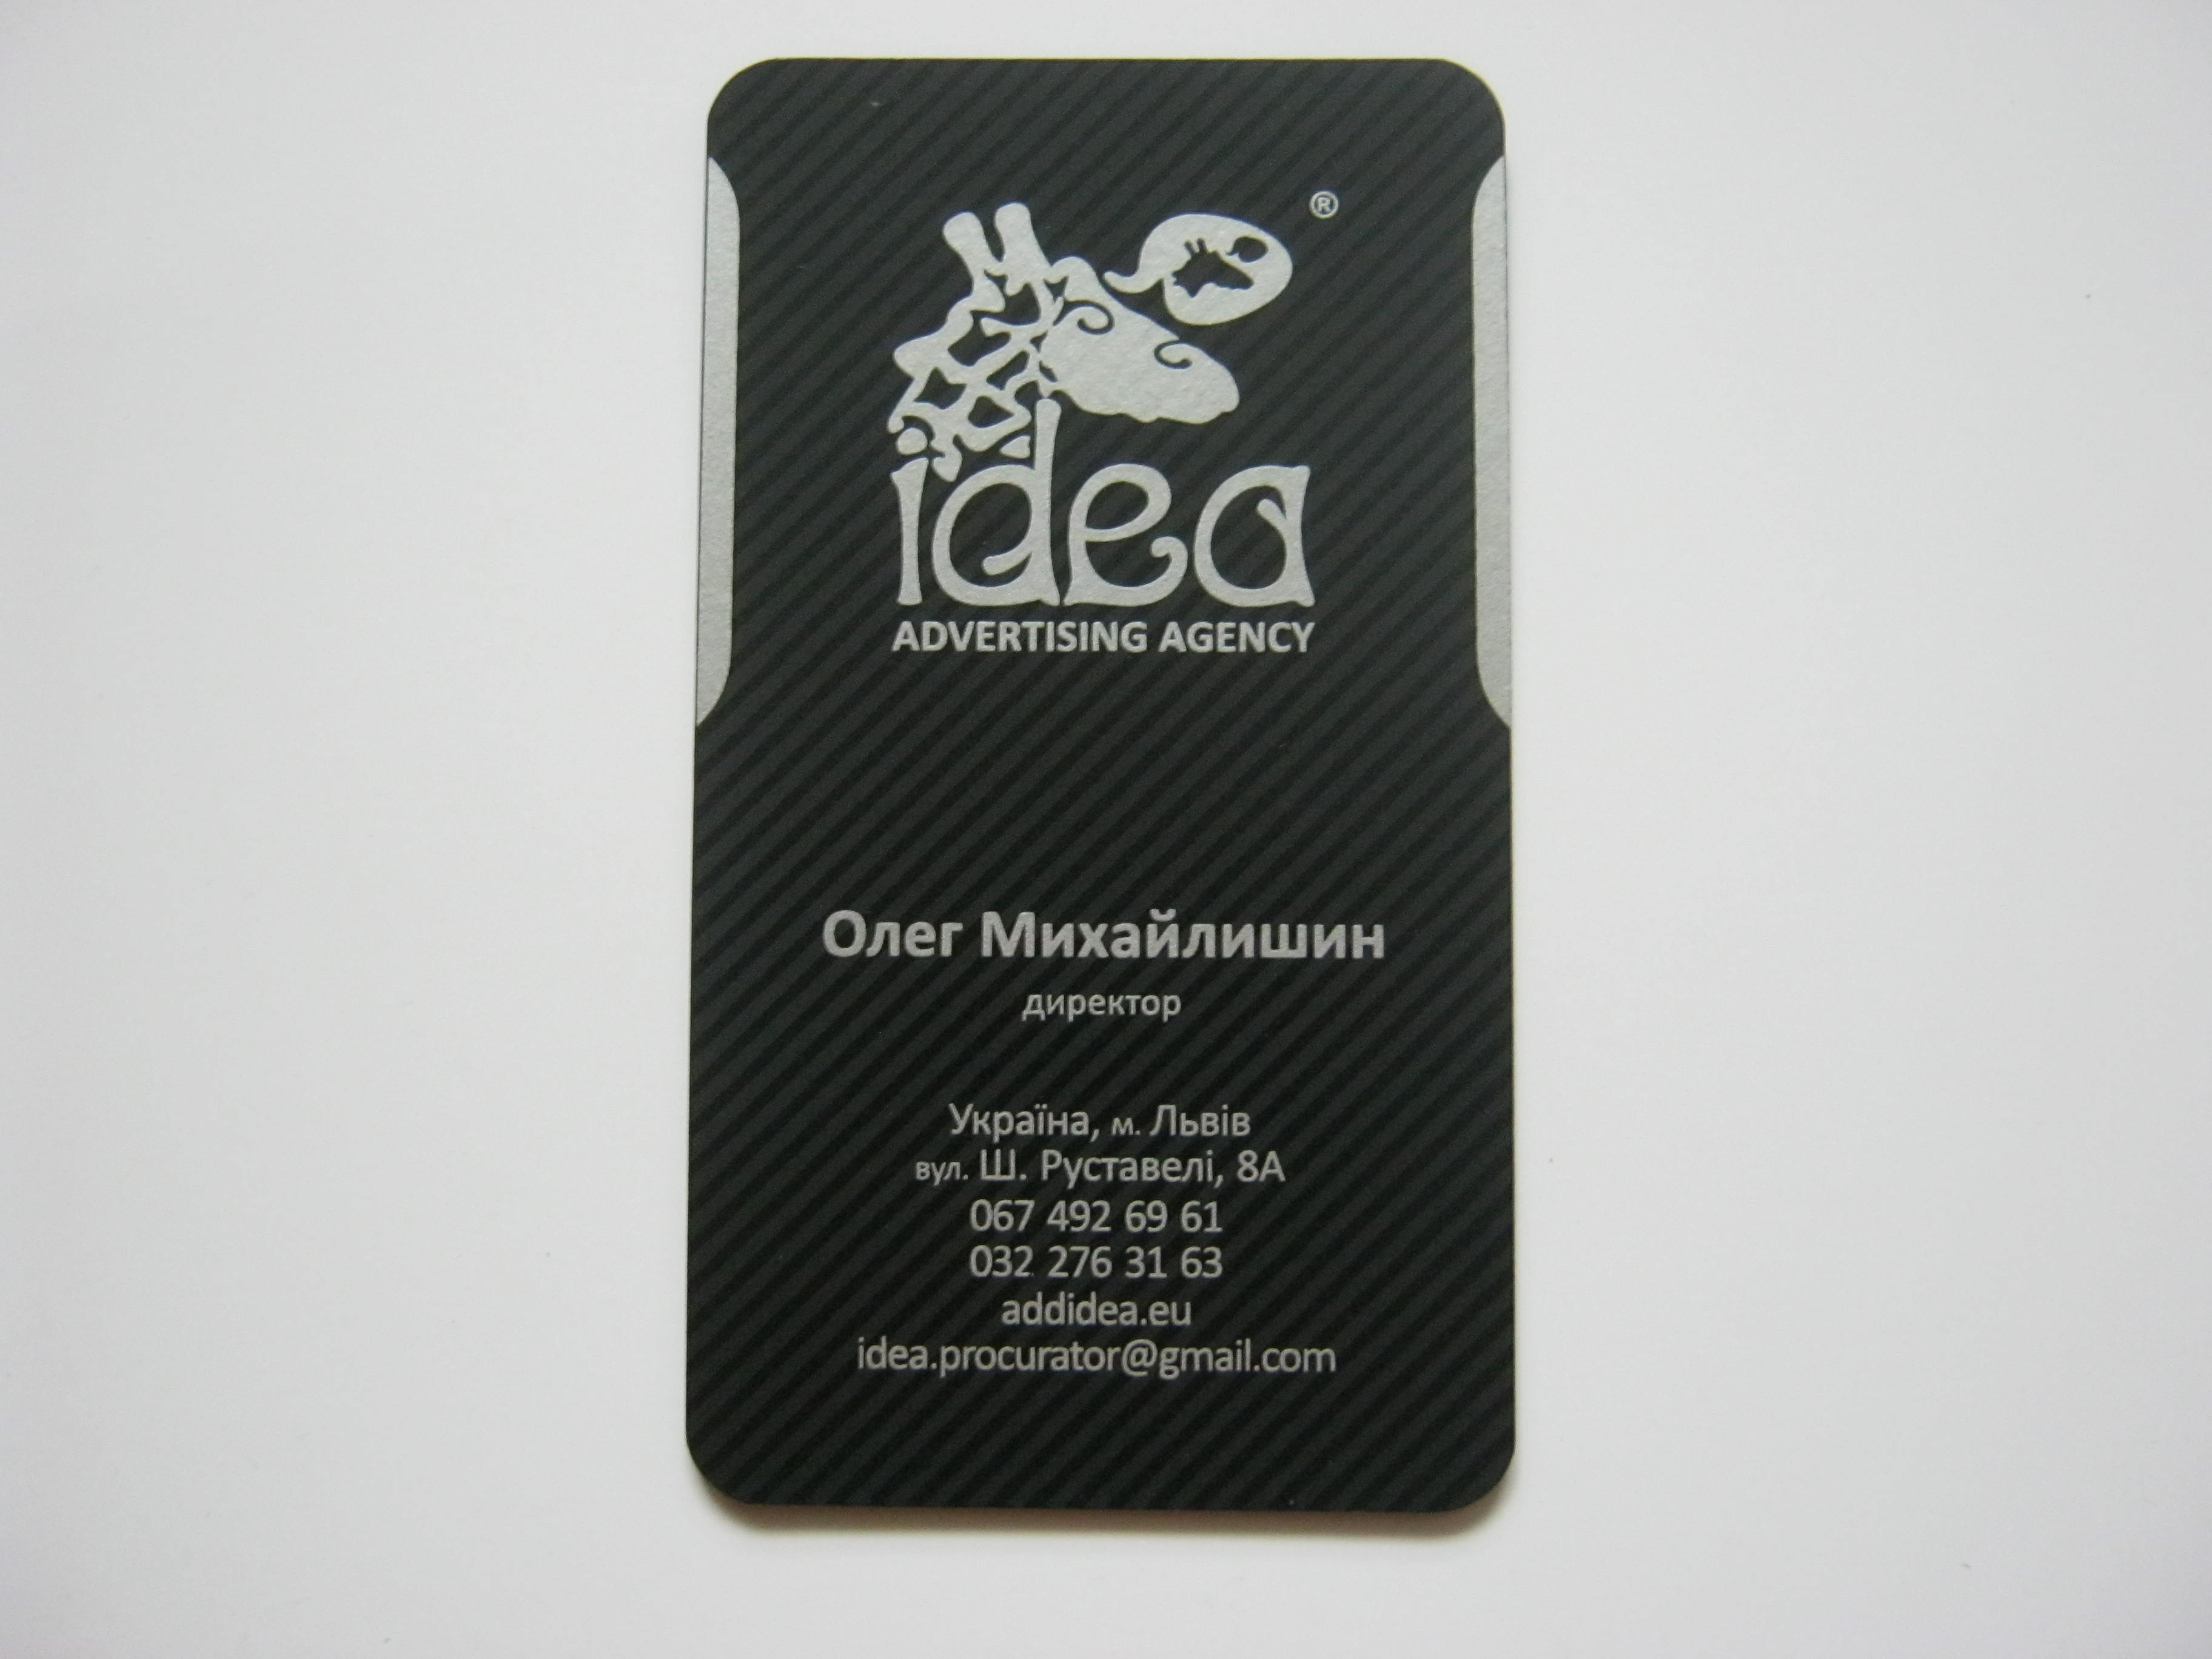 ®
idea
ADVERTISING AGENCY
Олег Михайлишин
директор
Україна, м. Львів
вул. Ш. Руставелі, 8А
067 492 69 61
032 276 31 63
addidea.eu
idea.procurator@gmail.com